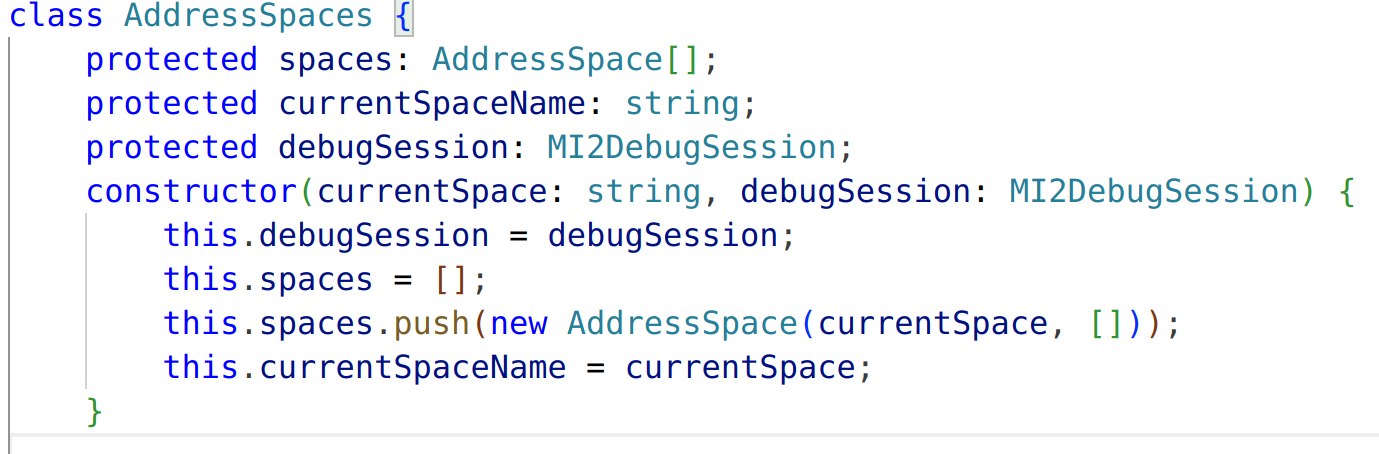 class AddressSpaces {
    protected spaces: AddressSpace[];
    protected currentSpaceName: string;
    protected debugSession: MI2DebugSession;
    constructor(currentSpace: string, debugSession: MI2DebugSession) {
        this.debugSession = debugSession;
        this.spaces = [];
        this.spaces.push(new AddressSpace(currentSpace, []));
        this.currentSpaceName = currentSpace;
    }